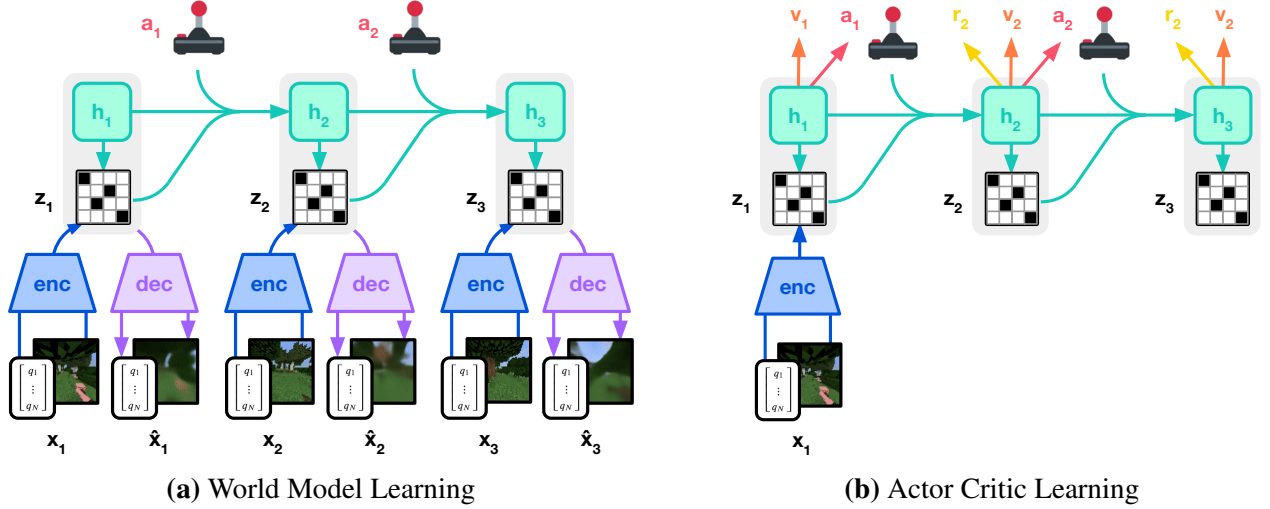 a1 a2
h1 h2 h3
z1 z2 z3
enc dec enc dec enc dec
[q1 ⋮ qN] [q1 ⋮ qN] [q1 ⋮ qN] [q1 ⋮ qN] [q1 ⋮ qN] [q1 ⋮ qN]
x1 x̂1 x2 x̂2 x3 x̂3
(a) World Model Learning
v1 a1 r2 v2 a2 r2 v2
h1 h2 h3
z1 z2 z3
enc
[q1 ⋮ qN]
x1
(b) Actor Critic Learning